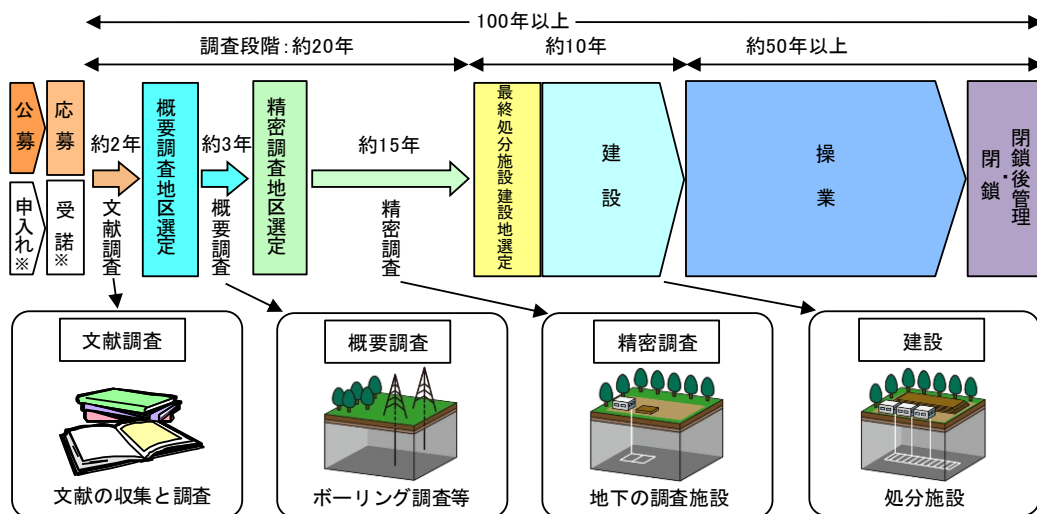 100年以上
調査段階：約20年
約10年
約50年以上
公募
応募
申入れ※
受諾※
約2年
文献調査
概要調査地区選定
約3年
概要調査
精密調査地区選定
約15年
精密調査
最終処分施設建設地選定
建設
操業
閉鎖・
閉鎖後管理
文献調査
文献の収集と調査
概要調査
ボーリング調査等
精密調査
地下の調査施設
建設
処分施設